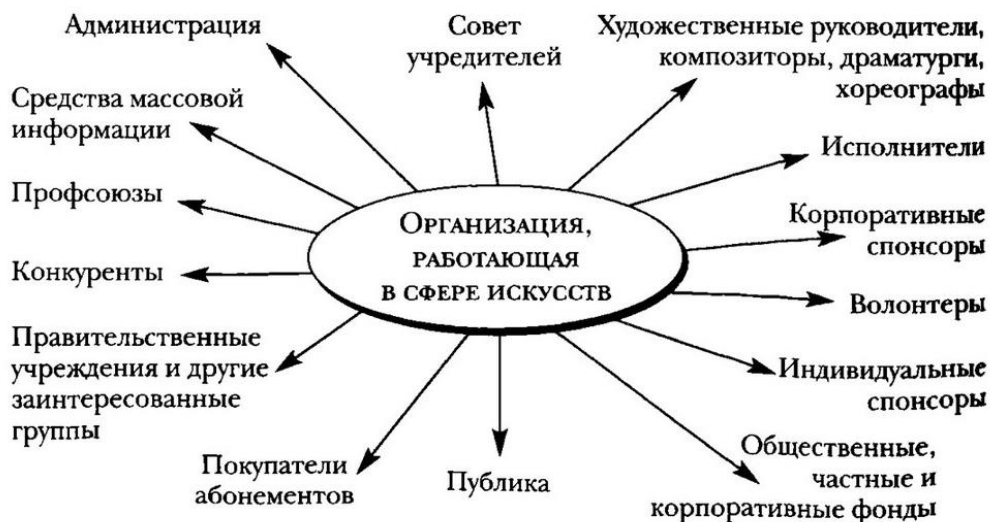 Администрация
Совет
учредителей
Художественные руководители,
композиторы, драматурги,
хореографы
Средства массовой
информации
Исполнители
Профсоюзы
Корпоративные
спонсоры
Организация,
работающая
в сфере искусств
Конкуренты
Волонтеры
Правительственные
учреждения и другие
заинтересованные
группы
Индивидуальные
спонсоры
Покупатели
абонементов
Публика
Общественные,
частные и
корпоративные фонды